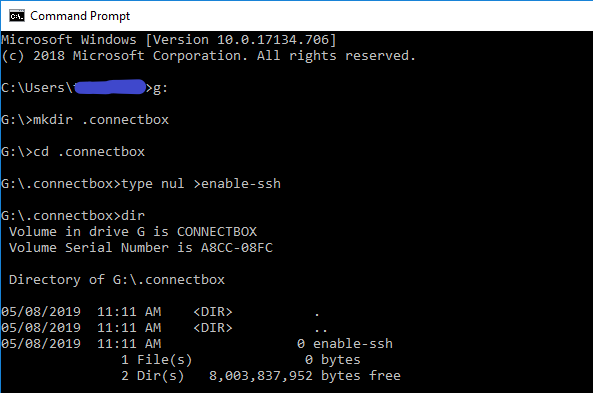 Command Prompt
Microsoft Windows [Version 10.0.17134.706]
(c) 2018 Microsoft Corporation. All rights reserved.
C:\Users\ >g:
G:\>mkdir .connectbox
G:\>cd .connectbox
G:\.connectbox>type nul >enable-ssh
G:\.connectbox>dir
Volume in drive G is CONNECTBOX
Volume Serial Number is A8CC-08FC
Directory of G:\.connectbox
05/08/2019 11:11 AM <DIR> .
05/08/2019 11:11 AM <DIR> ..
05/08/2019 11:11 AM 0 enable-ssh
1 File(s) 0 bytes
2 Dir(s) 8,003,837,952 bytes free